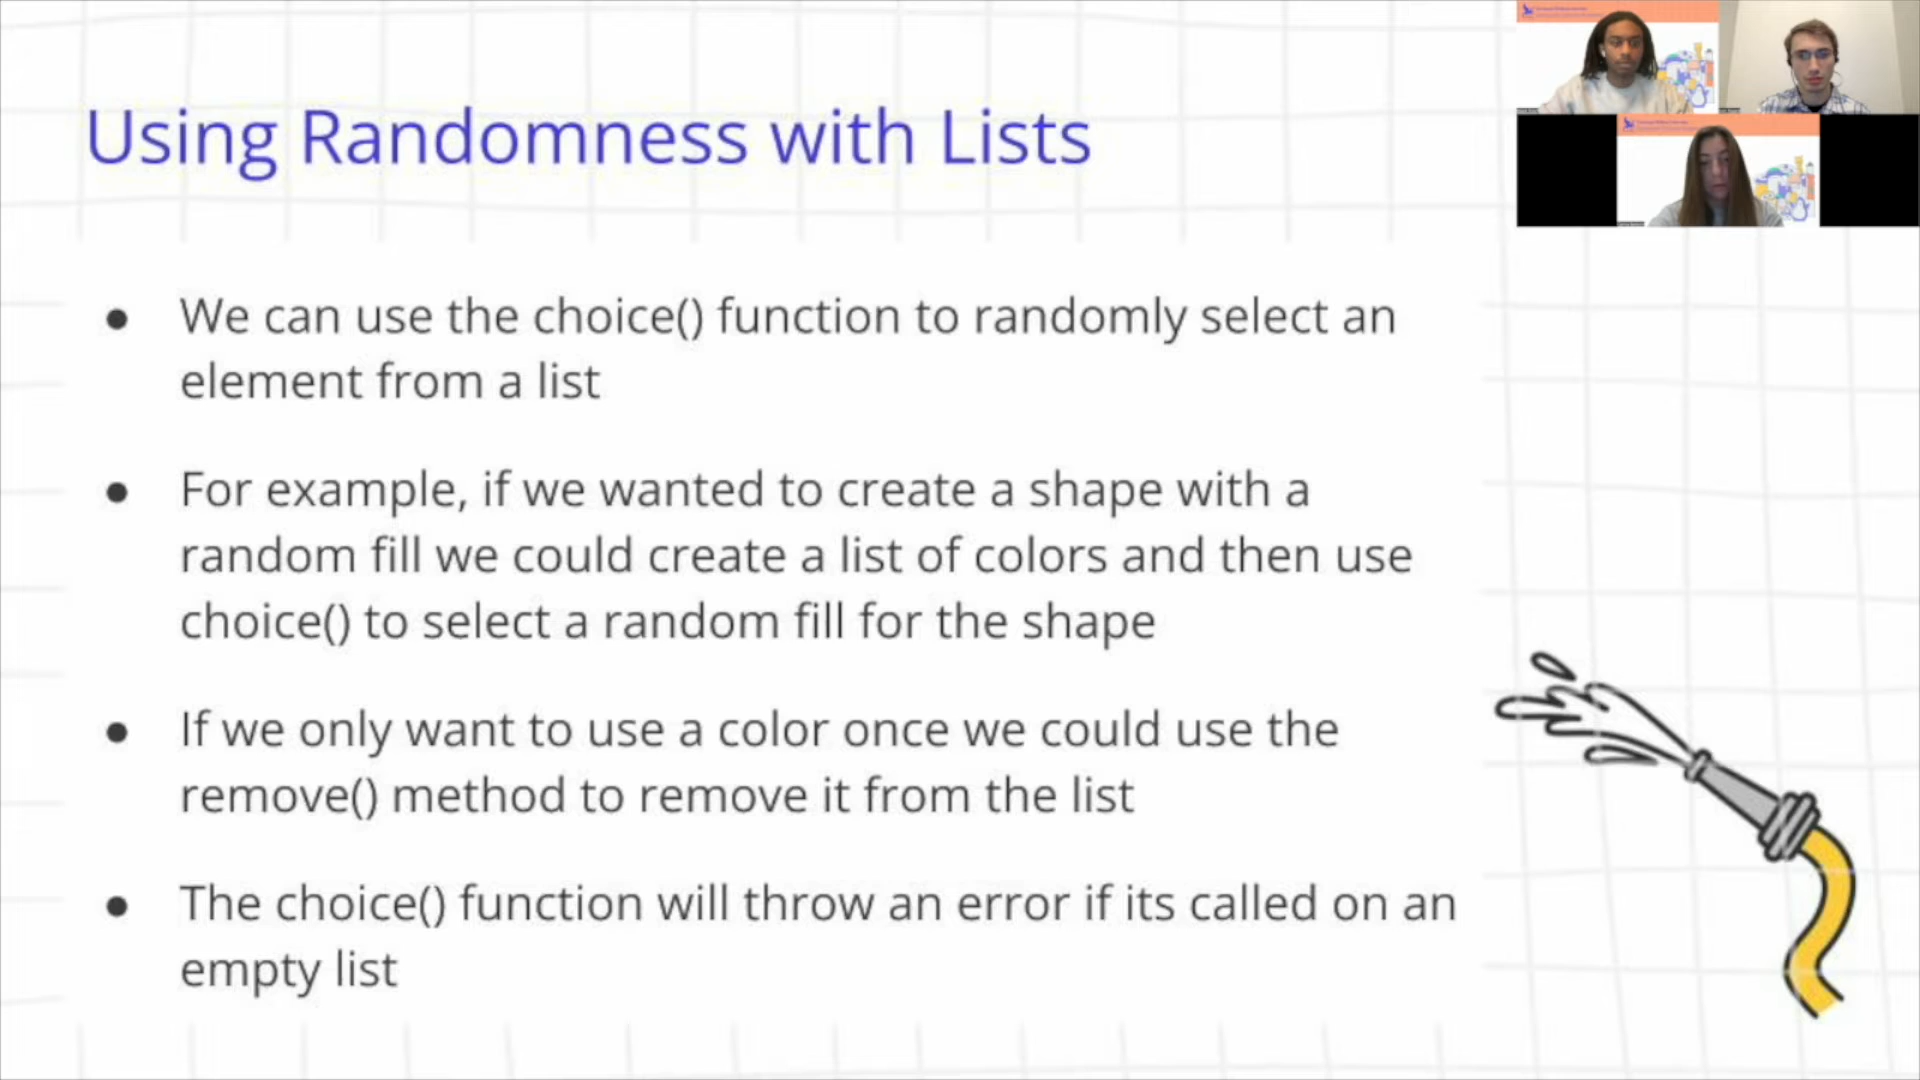 Using Randomness with Lists
● We can use the choice() function to randomly select an
element from a list
● For example, if we wanted to create a shape with a
random fill we could create a list of colors and then use
choice() to select a random fill for the shape
● If we only want to use a color once we could use the
remove() method to remove it from the list
● The choice() function will throw an error if its called on an
empty list